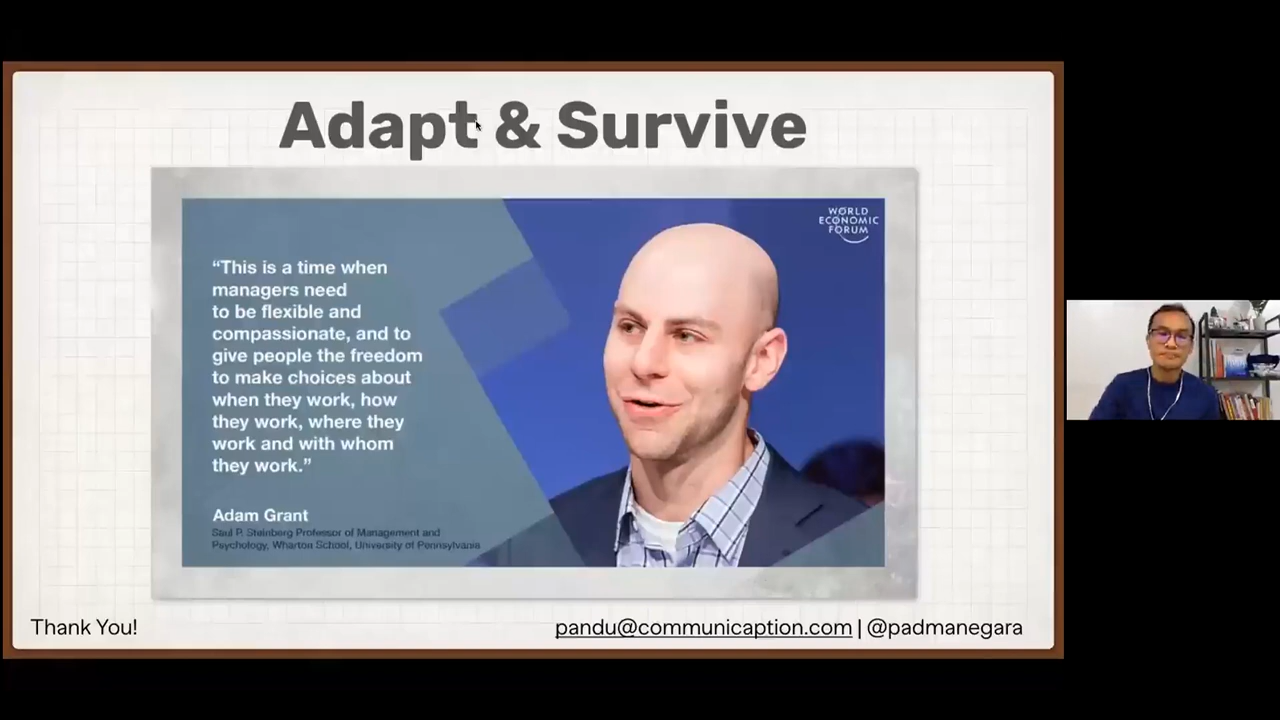 Adapt & Survive
WORLD
ECONOMIC
FORUM
“This is a time when
managers need
to be flexible and
compassionate, and to
give people the freedom
to make choices about
when they work, how
they work, where they
work and with whom
they work.”
Adam Grant
Saul P. Steinberg Professor of Management and
Psychology, Wharton School, University of Pennsylvania
Thank You!
pandu@communicaption.com | @padmanegara